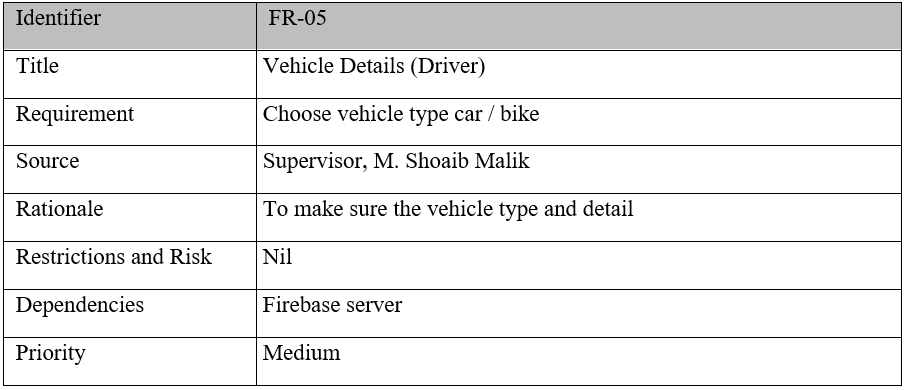 Identifier FR-05
Title Vehicle Details (Driver)
Requirement Choose vehicle type car / bike
Source Supervisor, M. Shoaib Malik
Rationale To make sure the vehicle type and detail
Restrictions and Risk Nil
Dependencies Firebase server
Priority Medium